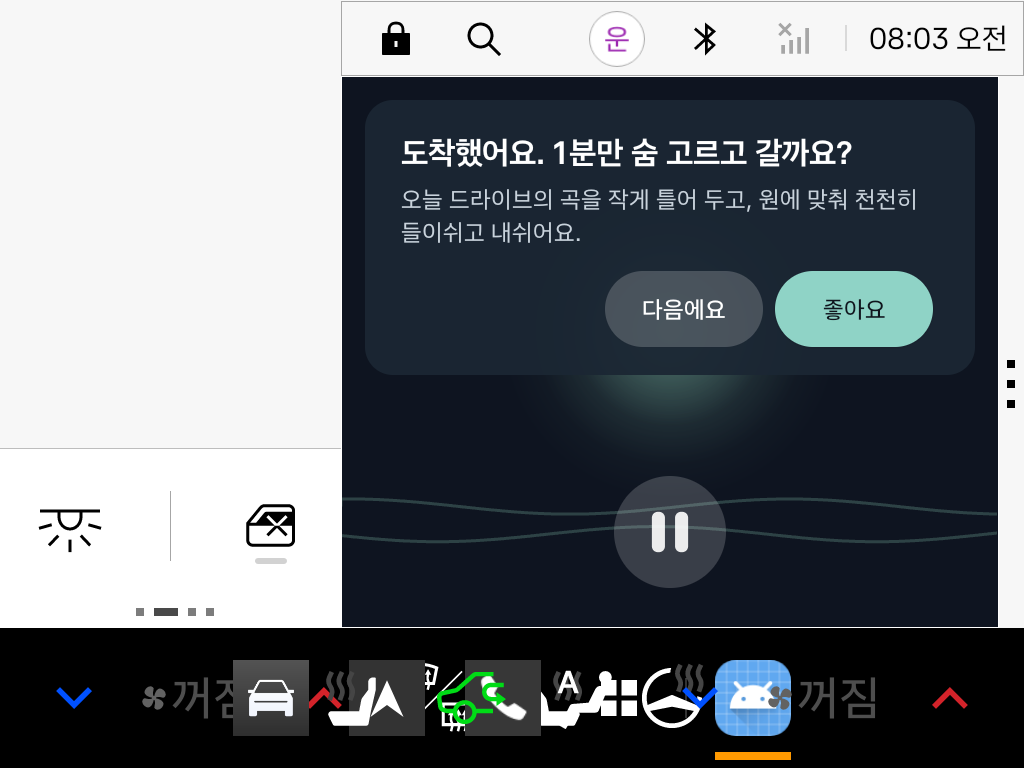 운
08:03 오전
도착했어요. 1분만 숨 고르고 갈까요?
오늘 드라이브의 곡을 작게 틀어 두고, 원에 맞춰 천천히
들이쉬고 내쉬어요.
다음에요
좋아요
꺼짐
A
꺼짐